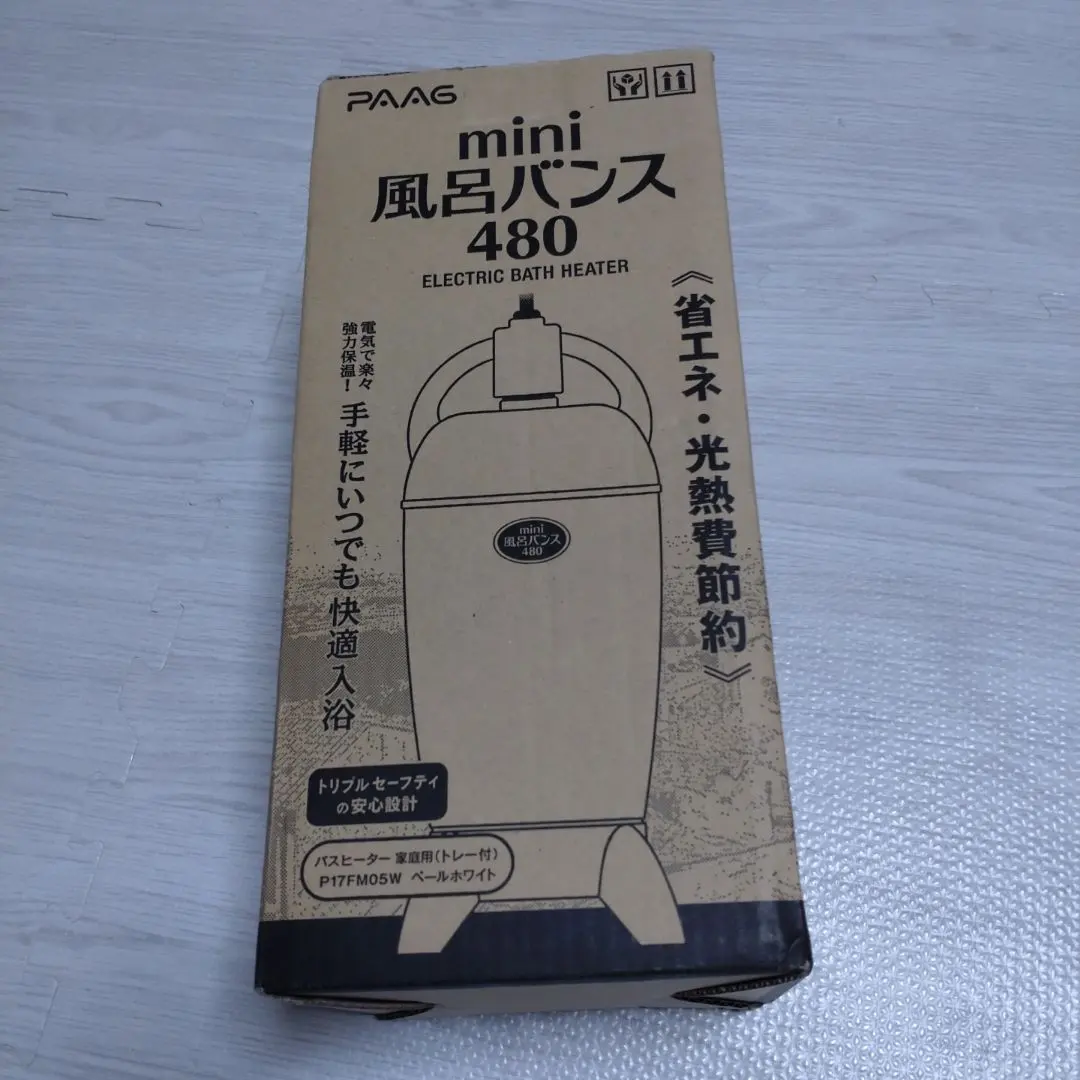 PAAG
mini
風呂バンス
480
ELECTRIC BATH HEATER
《省エネ・光熱費節約》
電気で楽々
強力保温!
手軽にいつでも快適入浴
mini
風呂バンス
480
トリプルセーフティ
の安心設計
バスヒーター 家庭用(トレー付)
P17FM05W ペールホワイト